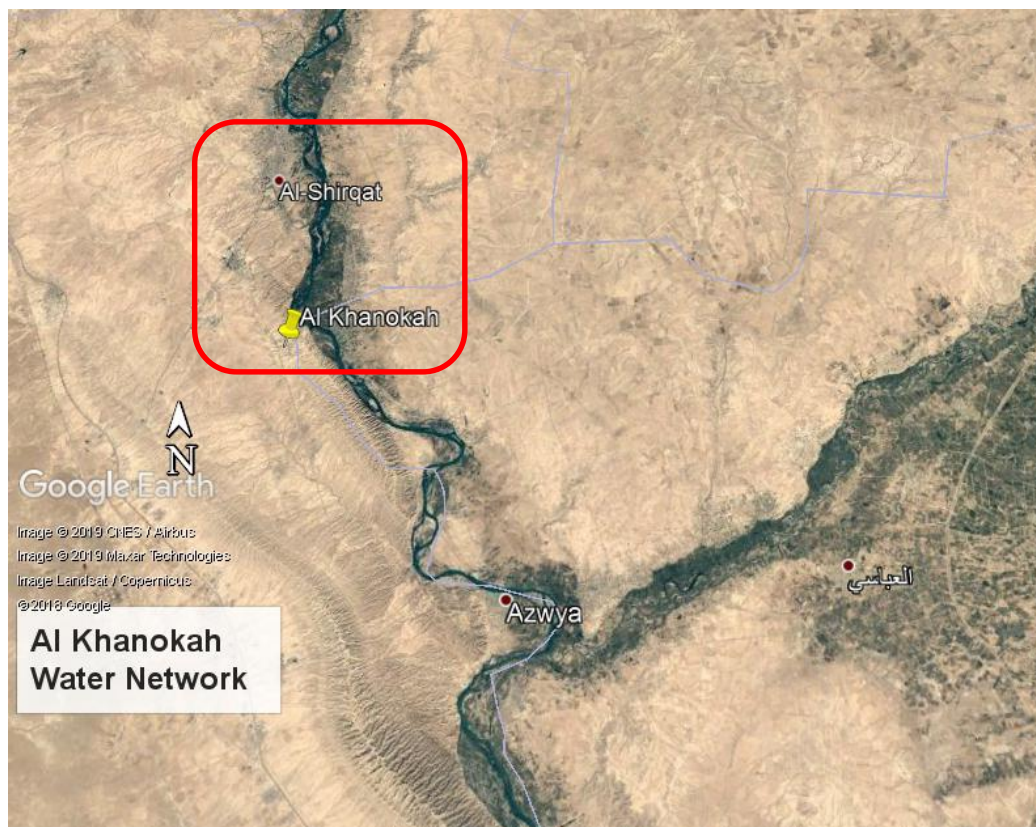 Al-Shirqat
Al Khanokah
N
Google Earth
Image © 2019 CNES / Airbus
Image © 2019 Maxar Technologies
Image Landsat / Copernicus
© 2018 Google
العباسي
Azwya
Al Khanokah
Water Network